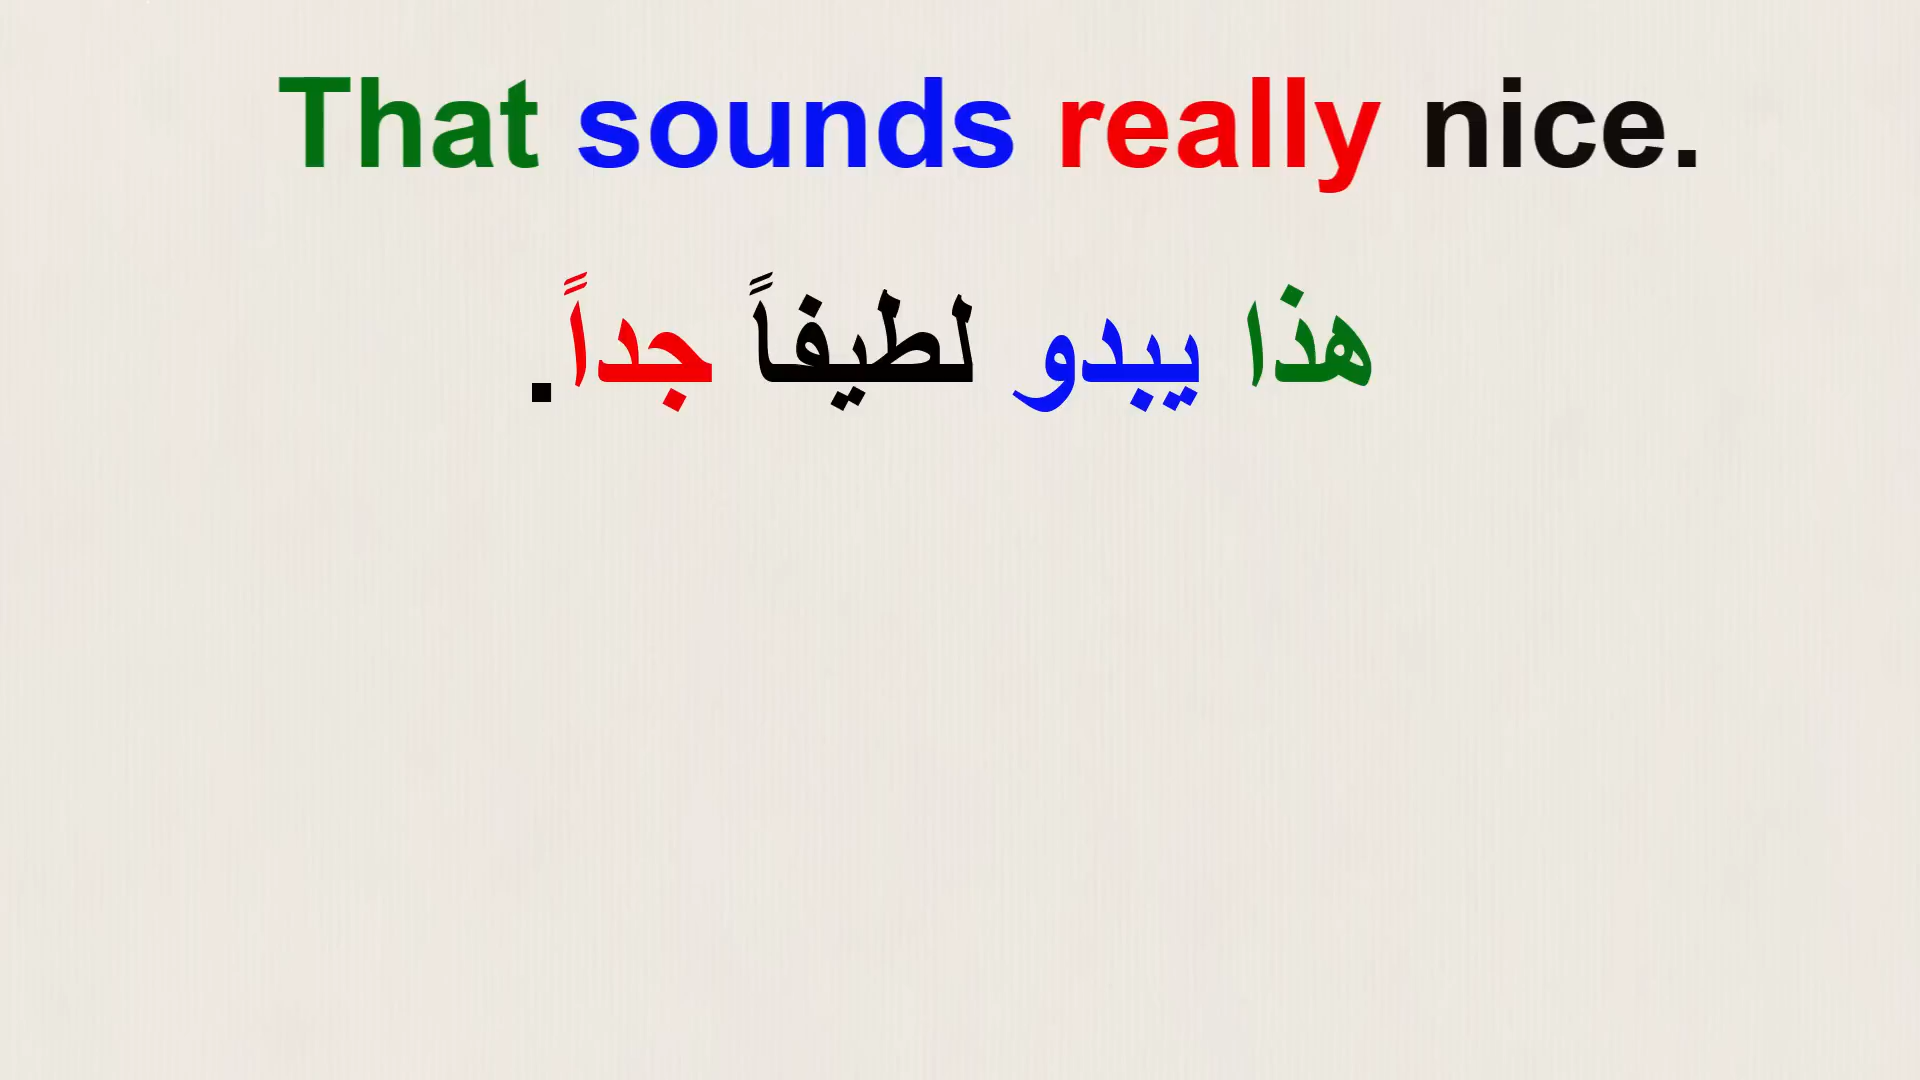 That sounds really nice.
هذا يبدو لطيفاً جداً.